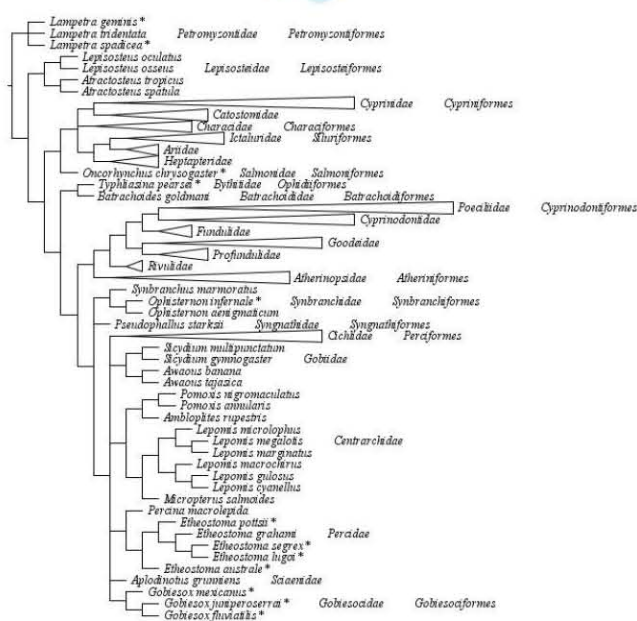 Lampetra geminis *
Lampetra tridentata Petromyzontidae Petromyzontiformes
Lampetra spadicea *
Lepisosteus oculatus
Lepisosteus osseus Lepisosteidae Lepisosteiformes
Atractosteus tropicus
Atractosteus spatula
Cyprinidae Cypriniformes
Catostomidae
Characidae Characiformes
Ictaluridae Siluriformes
Ariidae
Heptapteridae
Oncorhynchus chrysogaster * Salmonidae Salmoniformes
Typhliasina pearsei * Bythitidae Ophidiiformes
Batrachoides goldmani Batrachoididae Batrachoidiformes
Poeciliidae Cyprinodontiformes
Cyprinodontidae
Fundulidae
Goodeidae
Profundulidae
Rivulidae
Atherinopsidae Atheriniformes
Synbranchus marmoratus
Ophisternon infernale * Synbranchidae Synbranchiformes
Ophisternon aenigmaticum
Pseudophallus starksii Syngnathidae Syngnathiformes
Cichlidae Perciformes
Sicydium multipunctatum
Sicydium gymnogaster Gobiidae
Awaous banana
Awaous tajasica
Pomoxis nigromaculatus
Pomoxis annularis
Ambloplites rupestris
Lepomis microlophus
Lepomis megalotis Centrarchidae
Lepomis marginatus
Lepomis macrochirus
Lepomis gulosus
Lepomis cyanellus
Micropterus salmoides
Percina macrolepida
Etheostoma pottsii *
Etheostoma grahami Percidae
Etheostoma segrex *
Etheostoma lugoi *
Etheostoma australe *
Aplodinotus grunniens Sciaenidae
Gobiesox mexicanus *
Gobiesox juniperoserrai * Gobiesocidae Gobiesociformes
Gobiesox fluviatilis *